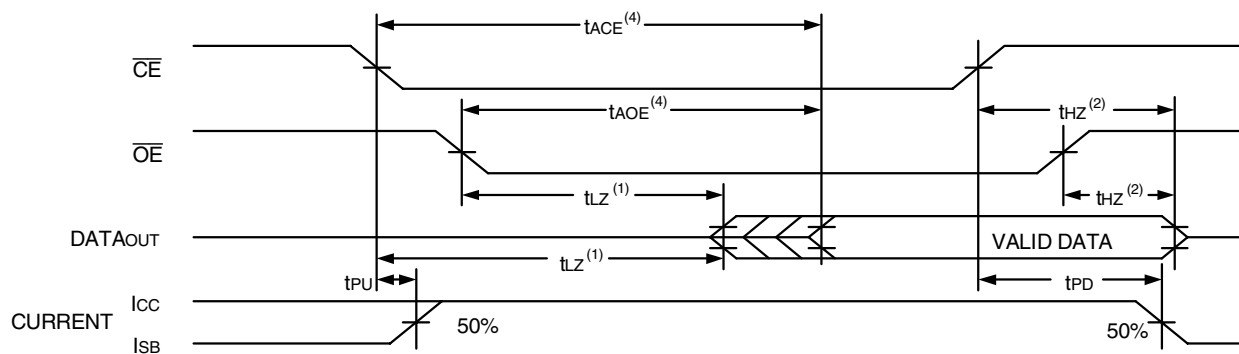 tACE(4)
CE
tAOE(4)
tHZ(2)
OE
tLZ(1)
tHZ(2)
DATAOUT
VALID DATA
tLZ(1)
tPU
tPD
ICC
CURRENT
50%
50%
ISB